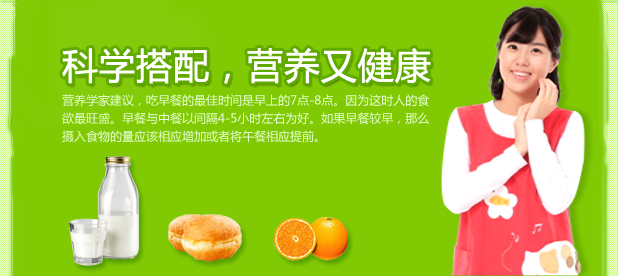 科学搭配，营养又健康
营养学家建议，吃早餐的最佳时间是早上的7点-8点。因为这时人的食
欲最旺盛。早餐与中餐以间隔4-5小时左右为好。如果早餐较早，那么
摄入食物的量应该相应增加或者将午餐相应提前。